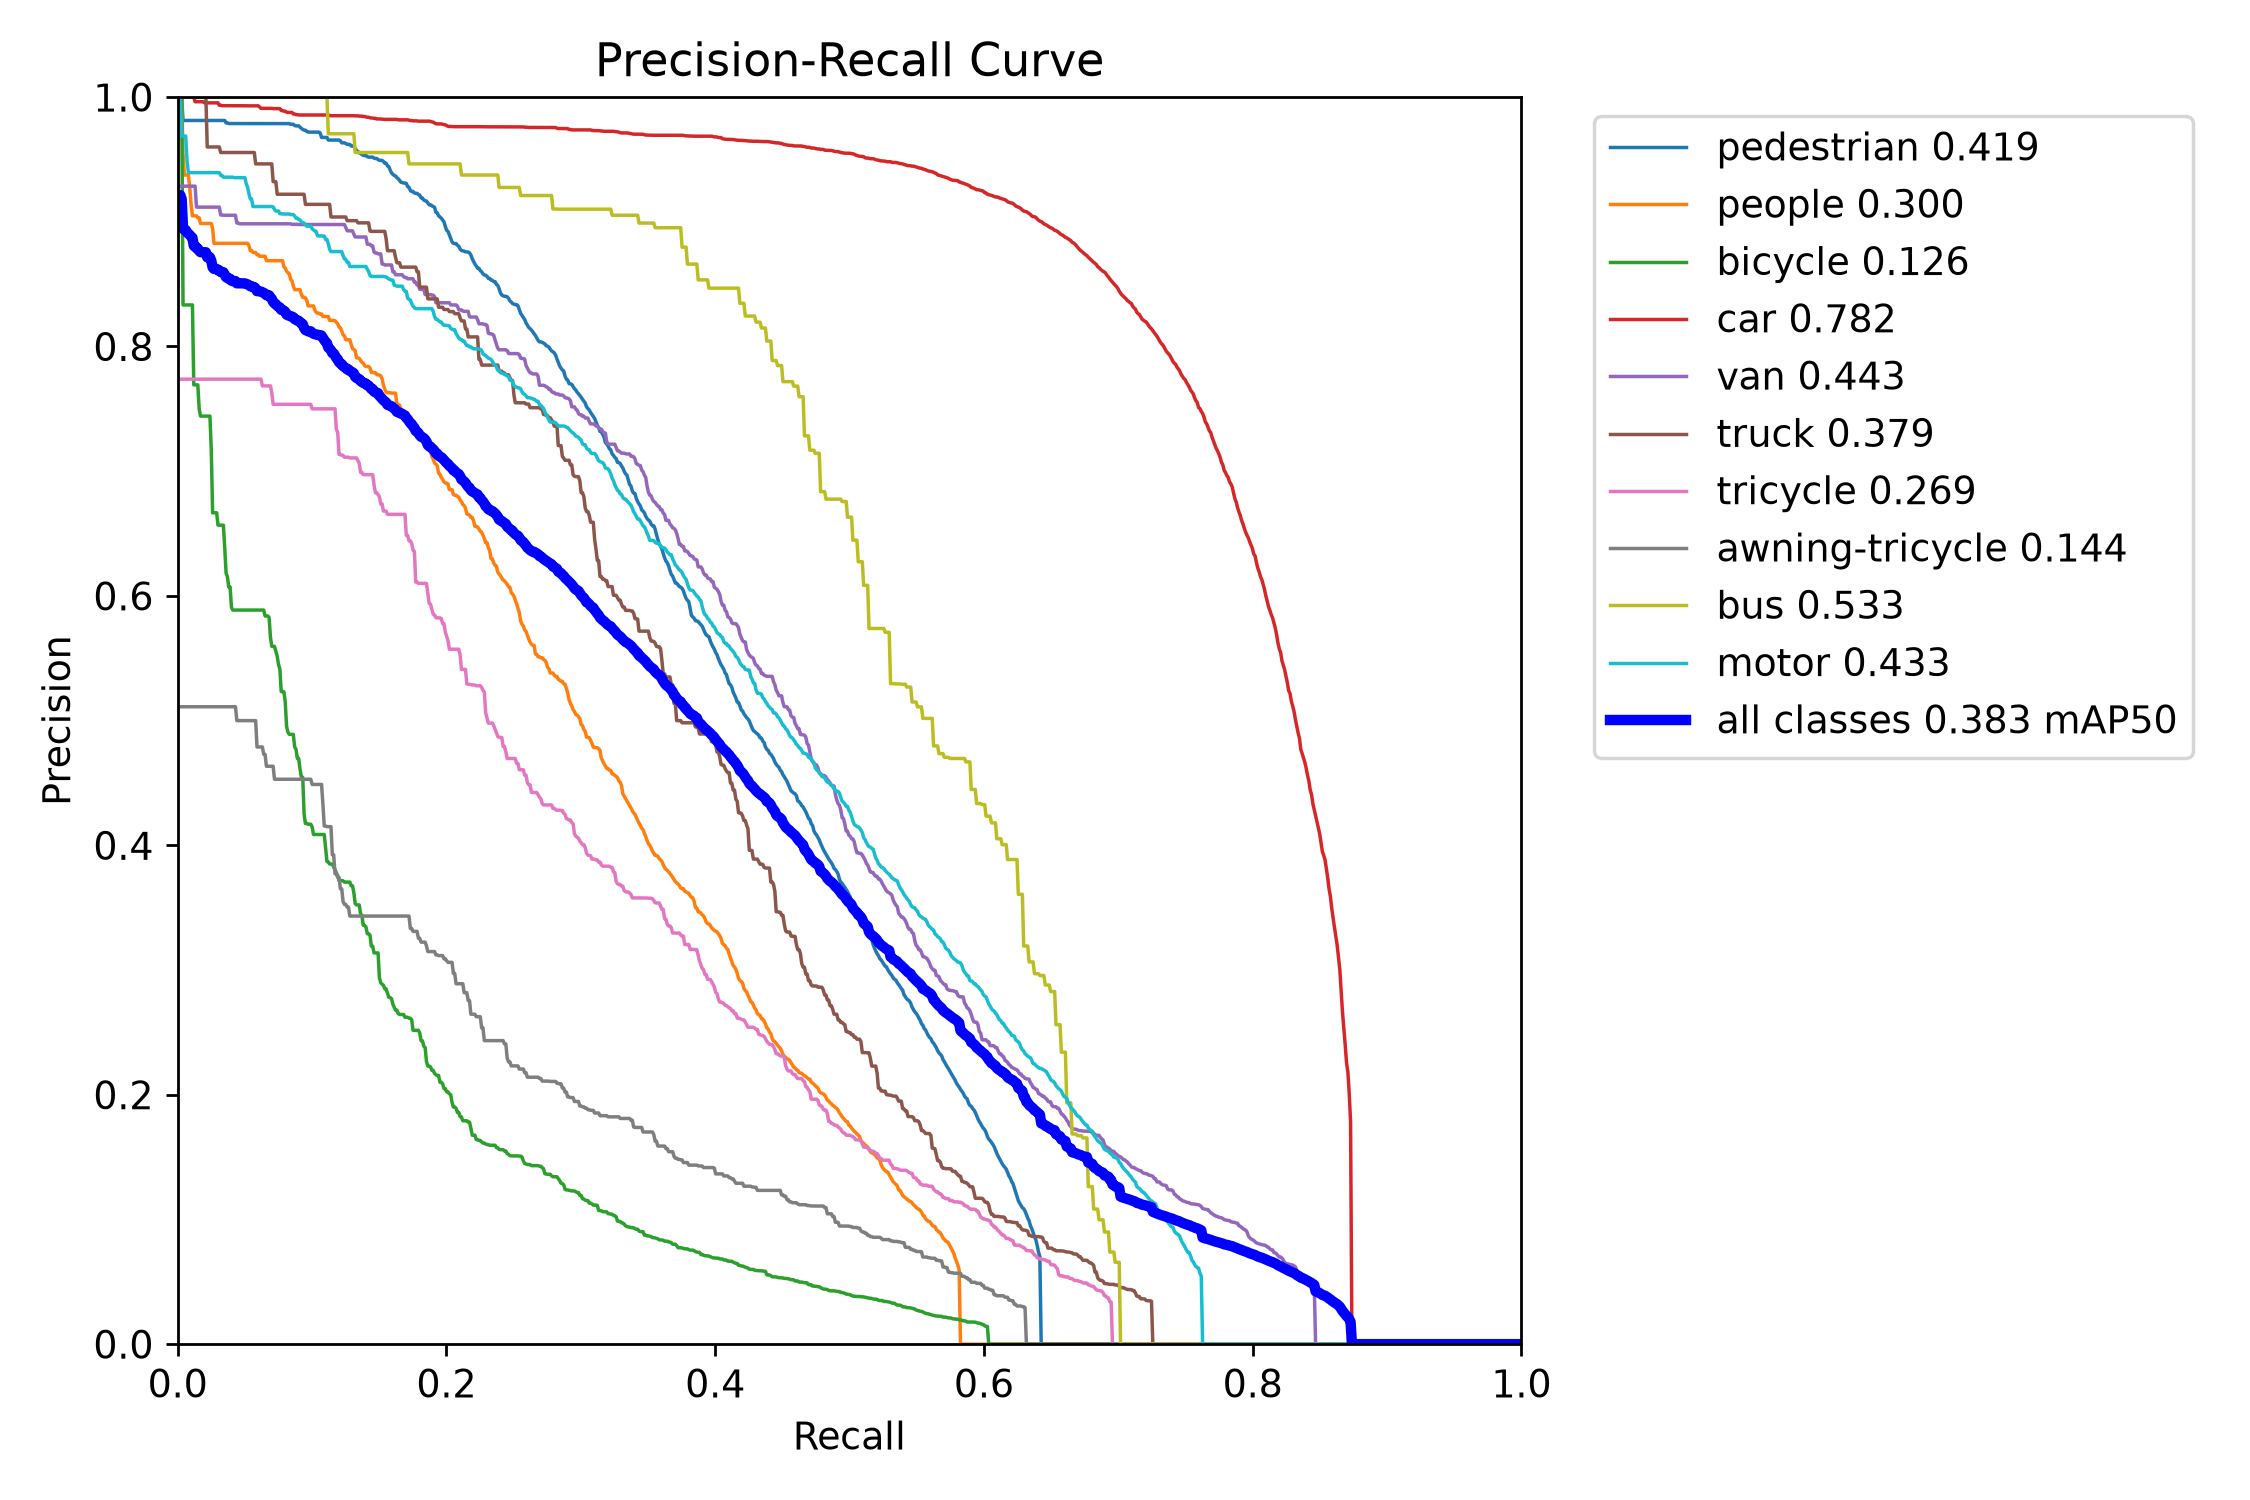 Precision-Recall Curve
1.0
0.8
0.6
0.4
0.2
0.0
Precision
0.0 0.2 0.4 0.6 0.8 1.0
Recall
pedestrian 0.419
people 0.300
bicycle 0.126
car 0.782
van 0.443
truck 0.379
tricycle 0.269
awning-tricycle 0.144
bus 0.533
motor 0.433
all classes 0.383 mAP50